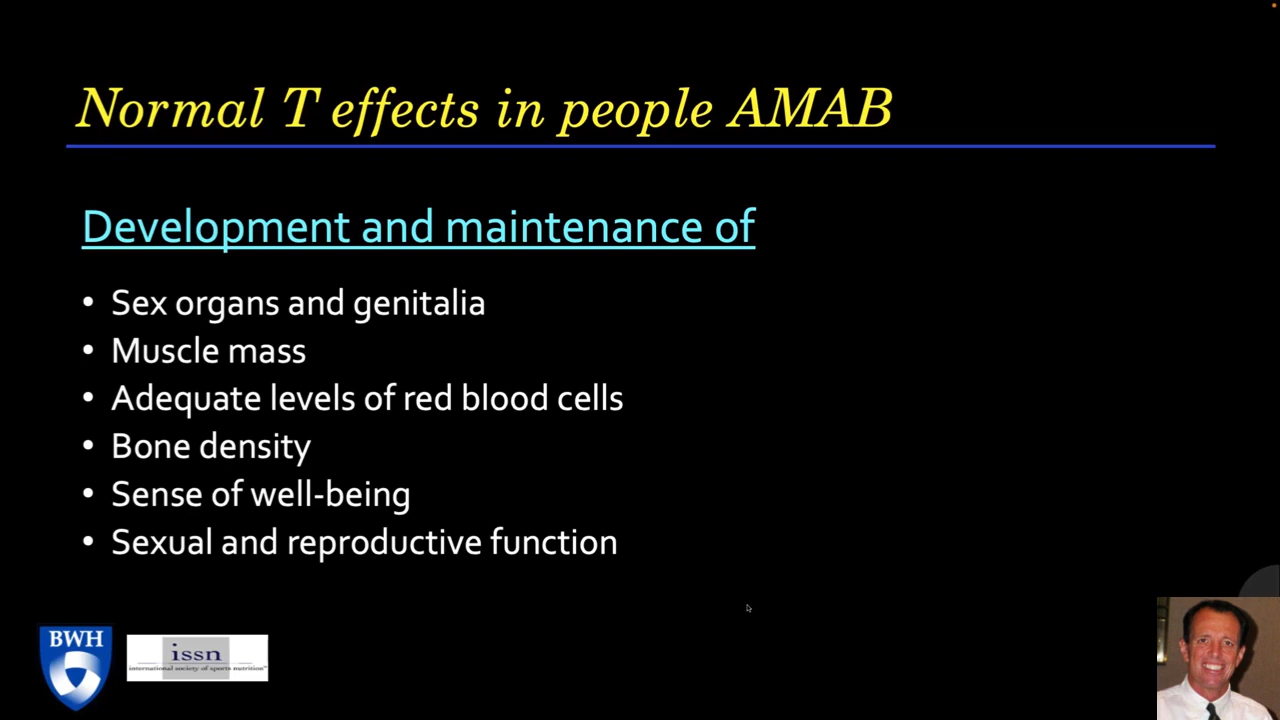 Normal T effects in people AMAB
Development and maintenance of
• Sex organs and genitalia
• Muscle mass
• Adequate levels of red blood cells
• Bone density
• Sense of well-being
• Sexual and reproductive function
BWH
issn
international society of sports nutrition™